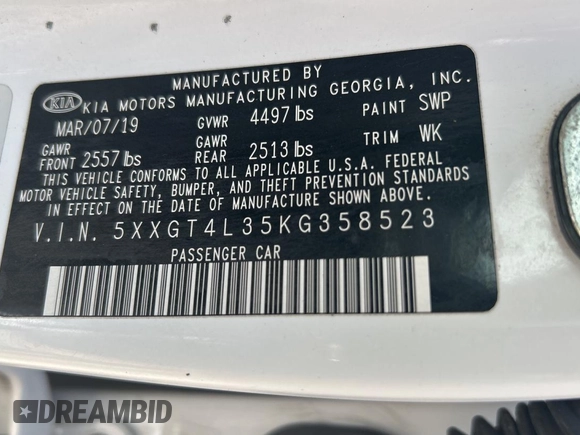 MANUFACTURED BY
KIA KIA MOTORS MANUFACTURING GEORGIA, INC.
MAR/07/19 GVWR 4497 lbs PAINT SWP
GAWR FRONT 2557 lbs GAWR REAR 2513 lbs TRIM WK
THIS VEHICLE CONFORMS TO ALL APPLICABLE U.S.A. FEDERAL
MOTOR VEHICLE SAFETY, BUMPER, AND THEFT PREVENTION STANDARDS
IN EFFECT ON THE DATE OF MANUFACTURE SHOWN ABOVE.
V.I.N. 5XXGT4L35KG358523
PASSENGER CAR
DREAMBID